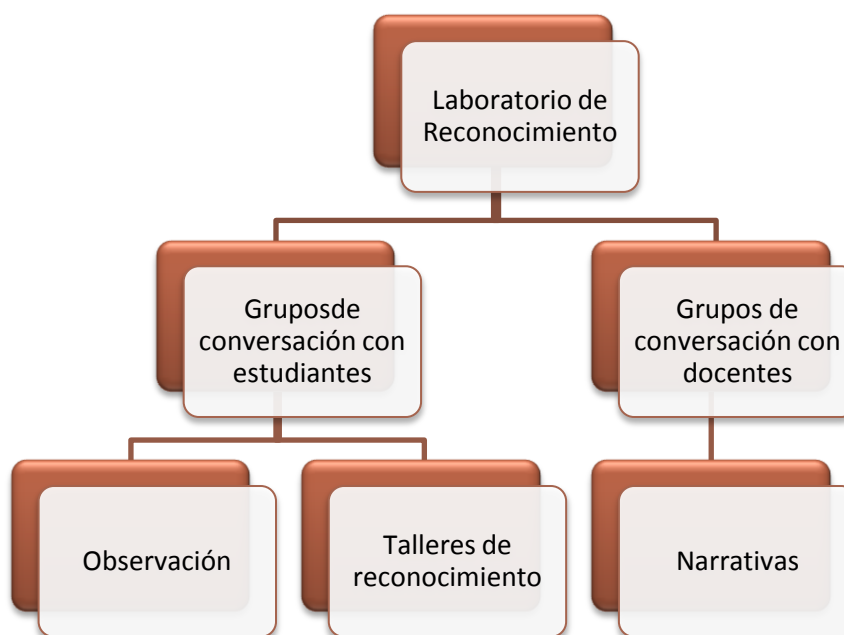 Laboratorio de
Reconocimiento
Gruposde
conversación con
estudiantes
Grupos de
conversación con
docentes
Observación
Talleres de
reconocimiento
Narrativas